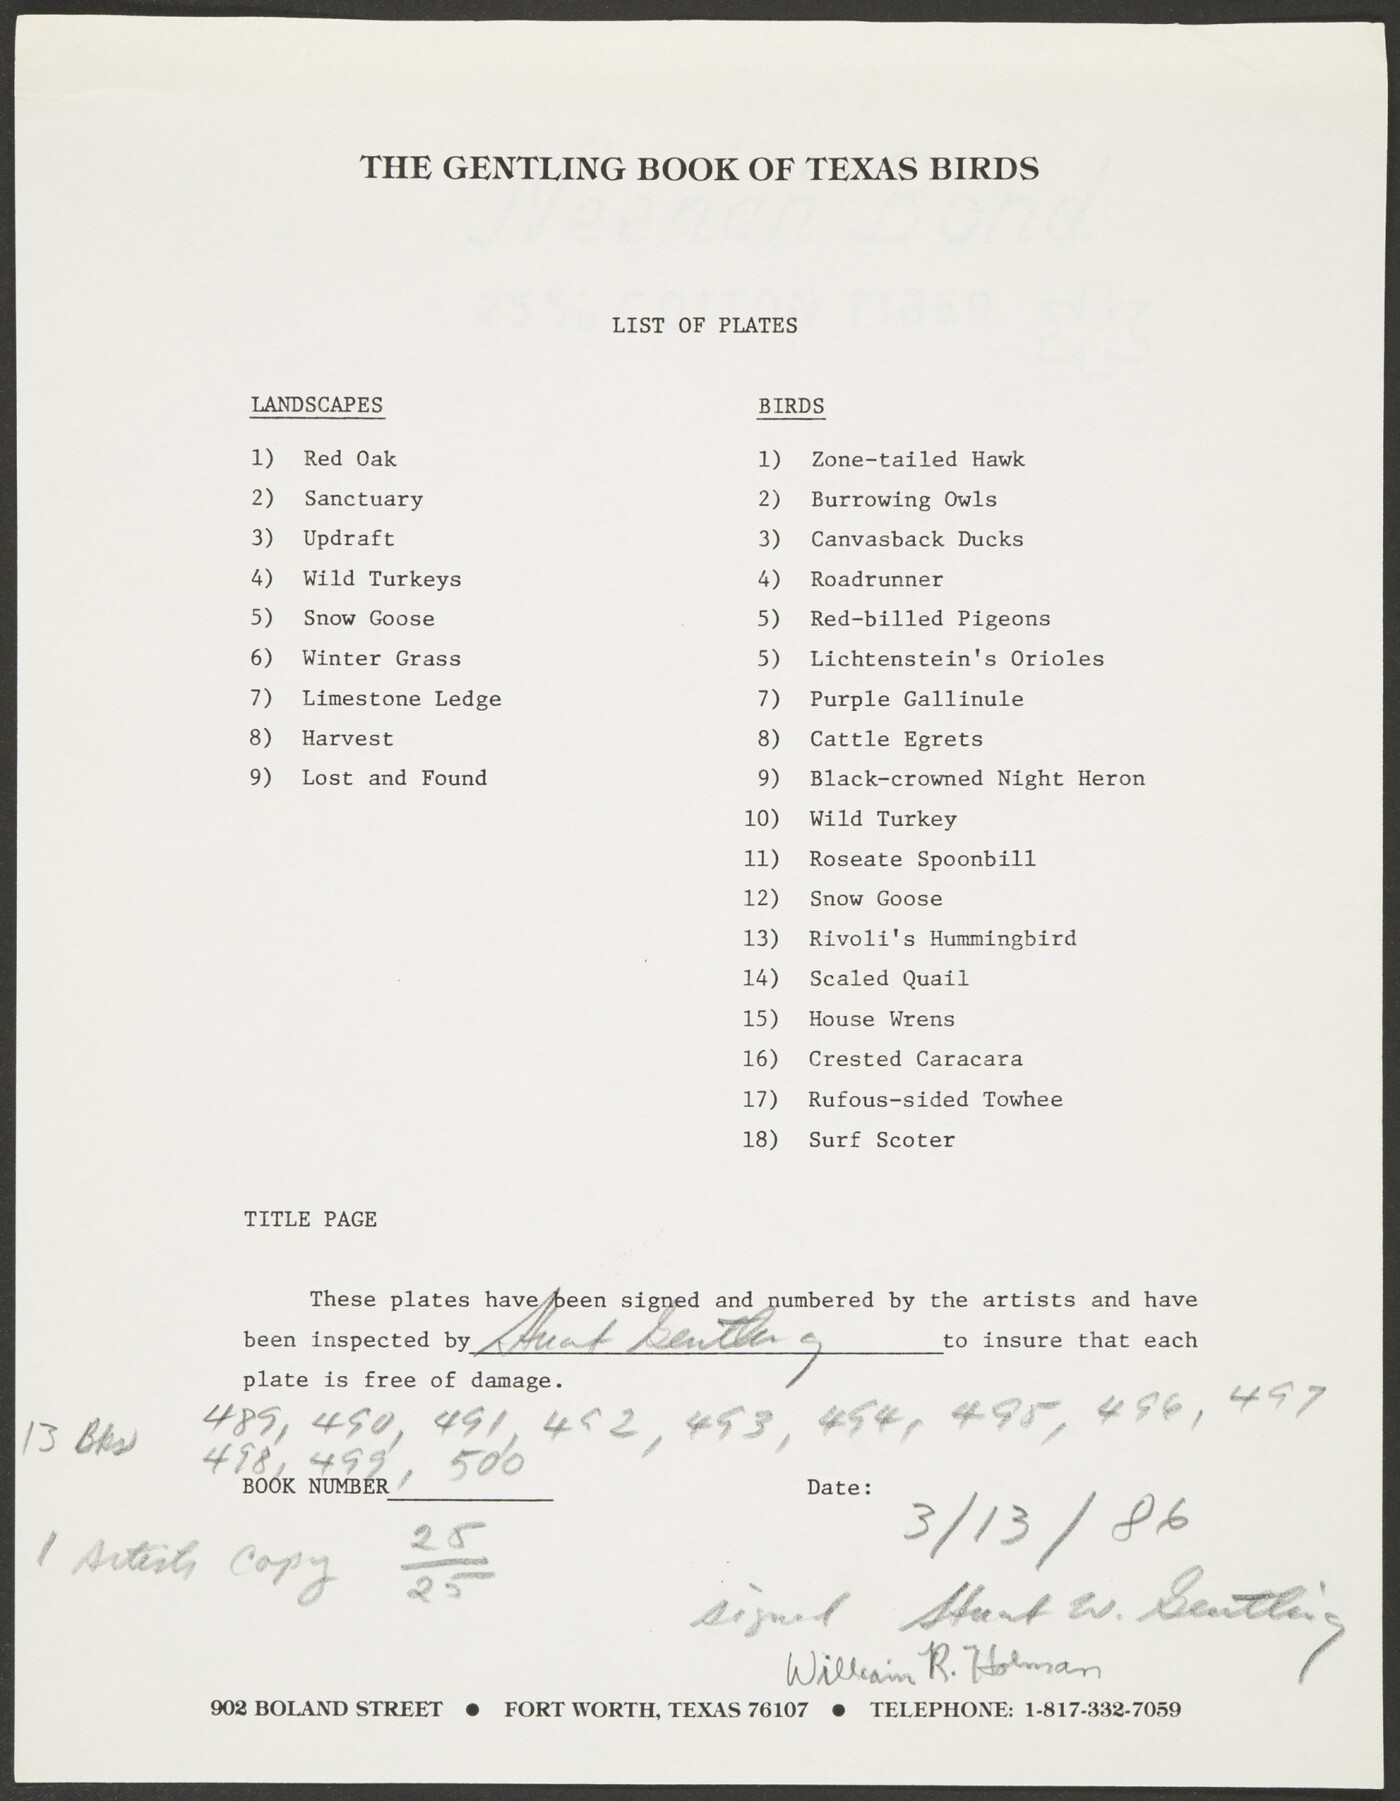 THE GENTLING BOOK OF TEXAS BIRDS
LIST OF PLATES
LANDSCAPES
1) Red Oak
2) Sanctuary
3) Updraft
4) Wild Turkeys
5) Snow Goose
6) Winter Grass
7) Limestone Ledge
8) Harvest
9) Lost and Found
BIRDS
1) Zone-tailed Hawk
2) Burrowing Owls
3) Canvasback Ducks
4) Roadrunner
5) Red-billed Pigeons
5) Lichtenstein's Orioles
7) Purple Gallinule
8) Cattle Egrets
9) Black-crowned Night Heron
10) Wild Turkey
11) Roseate Spoonbill
12) Snow Goose
13) Rivoli's Hummingbird
14) Scaled Quail
15) House Wrens
16) Crested Caracara
17) Rufous-sided Towhee
18) Surf Scoter
TITLE PAGE
These plates have been signed and numbered by the artists and have
been inspected by Stuart Gentling to insure that each
plate is free of damage.
13 Bks 489, 490, 491, 492, 493, 494, 495, 496, 497
498, 499, 500
BOOK NUMBER Date:
3/13/86
1 Artists copy 25/25
signed Stuart W. Gentling
William R. Holman
902 BOLAND STREET ● FORT WORTH, TEXAS 76107 ● TELEPHONE: 1-817-332-7059